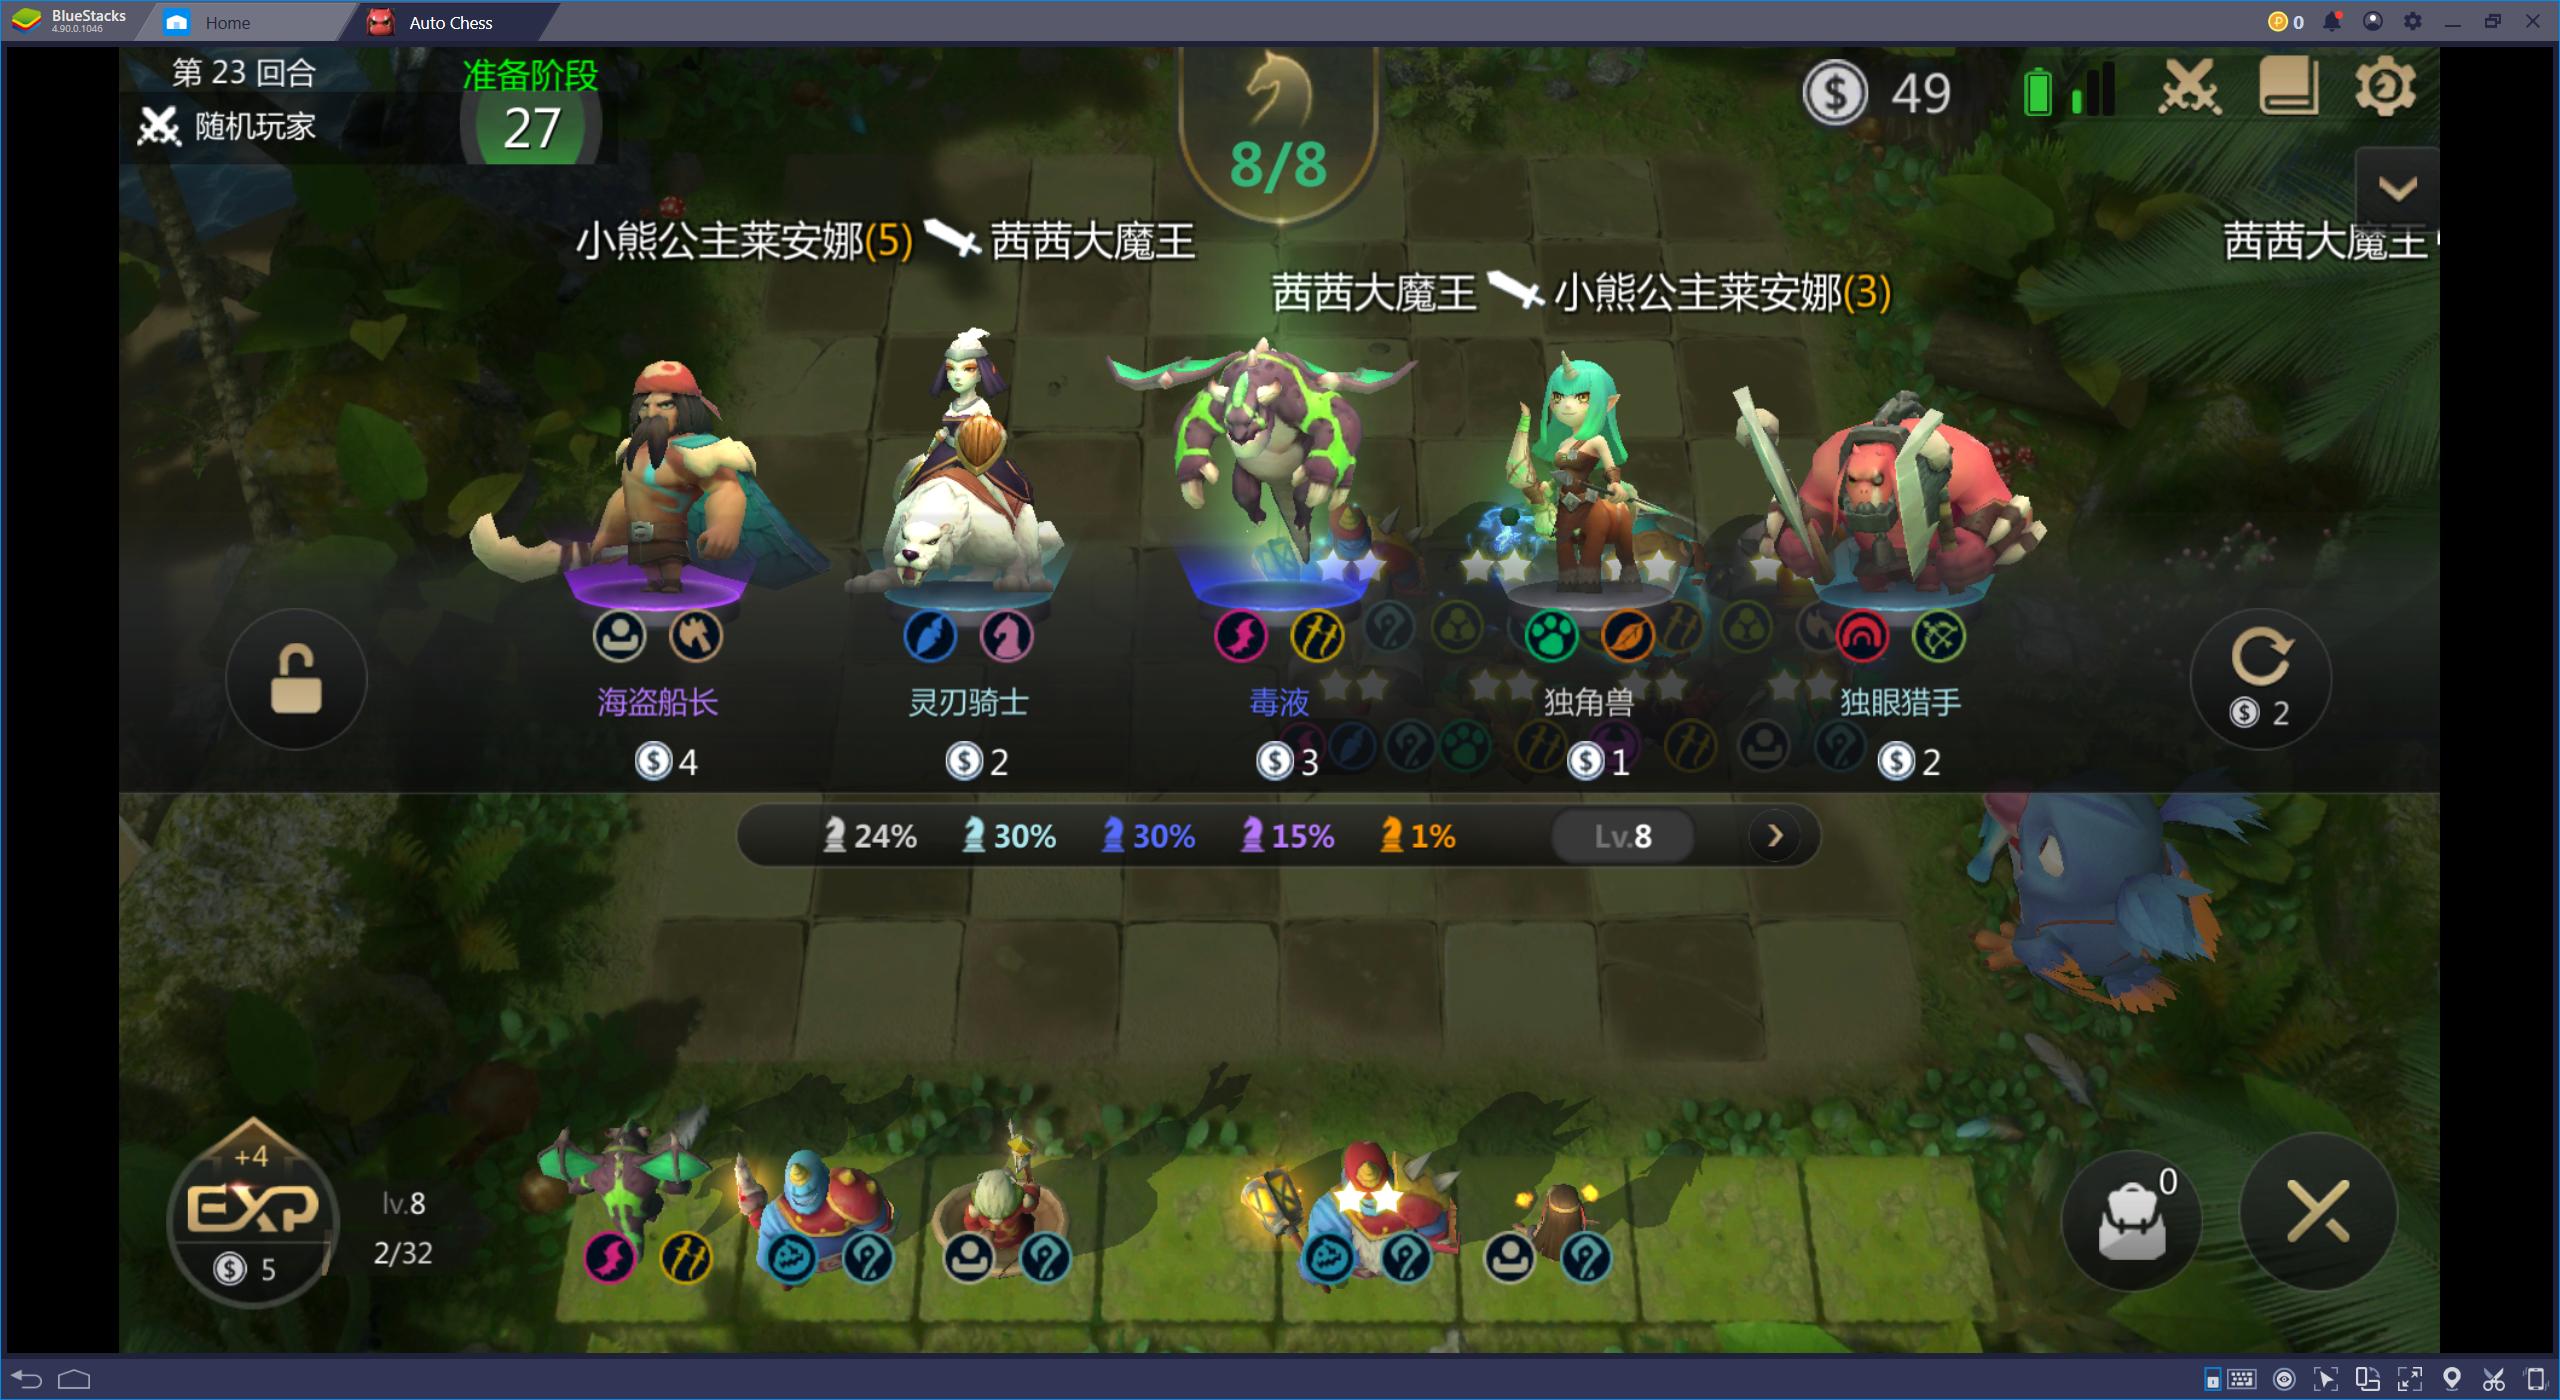 BlueStacks
4.90.0.1046
Home
Auto Chess
0
第 23 回合
准备阶段
随机玩家
27
8/8
49
小熊公主莱安娜(5)
茜茜大魔王
茜茜大魔王
茜茜大魔王
小熊公主莱安娜(3)
海盗船长
灵刃骑士
毒液
独角兽
独眼猎手
$ 4
$ 2
$ 3
$ 1
$ 2
$ 2
24%
30%
30%
15%
1%
Lv.8
+4
EXP
$ 5
lv.8
2/32
0